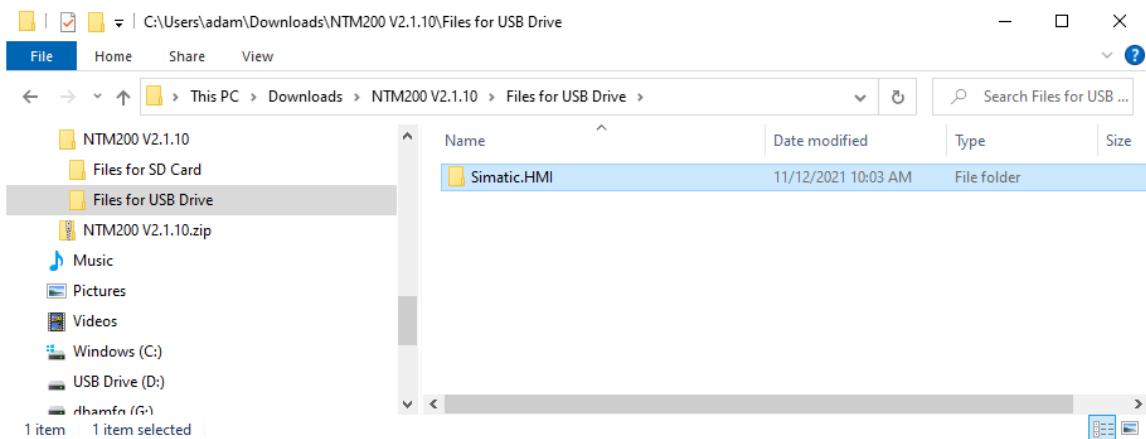 C:\Users\adam\Downloads\NTM200 V2.1.10\Files for USB Drive
File Home Share View
This PC > Downloads > NTM200 V2.1.10 > Files for USB Drive >
Search Files for USB ...
NTM200 V2.1.10
Files for SD Card
Files for USB Drive
NTM200 V2.1.10.zip
Music
Pictures
Videos
Windows (C:)
USB Drive (D:)
dhamfg (G:)
Name Date modified Type Size
Simatic.HMI 11/12/2021 10:03 AM File folder
1 item 1 item selected